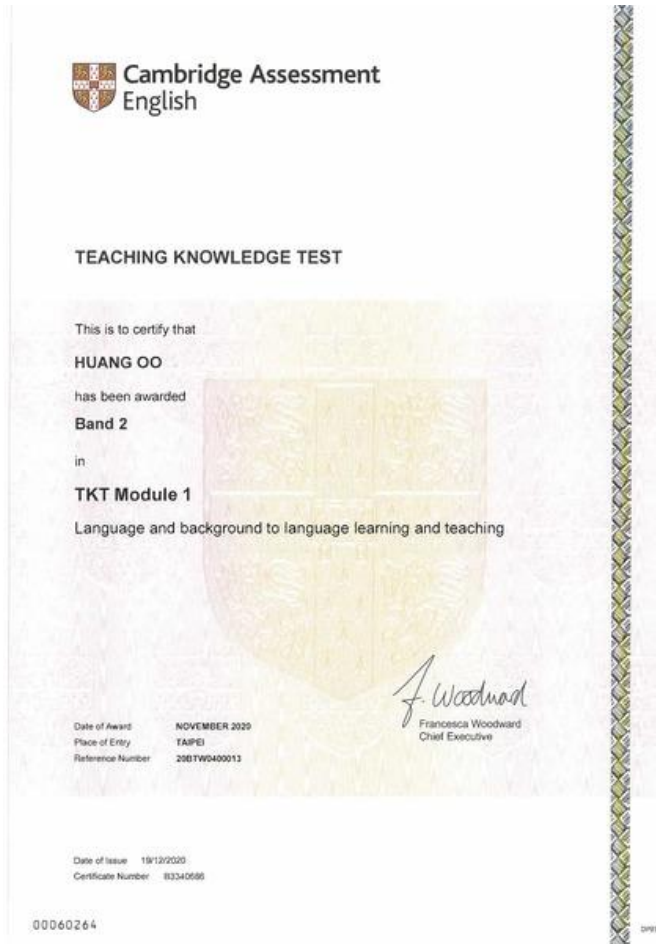 Cambridge Assessment
English
TEACHING KNOWLEDGE TEST
This is to certify that
HUANG OO
has been awarded
Band 2
in
TKT Module 1
Language and background to language learning and teaching
F. Woodward
Francesca Woodward
Chief Executive
Date of Award NOVEMBER 2020
Place of Entry TAIPEI
Reference Number 20BTW0400013
Date of Issue 19/12/2020
Certificate Number B3340686
00060264